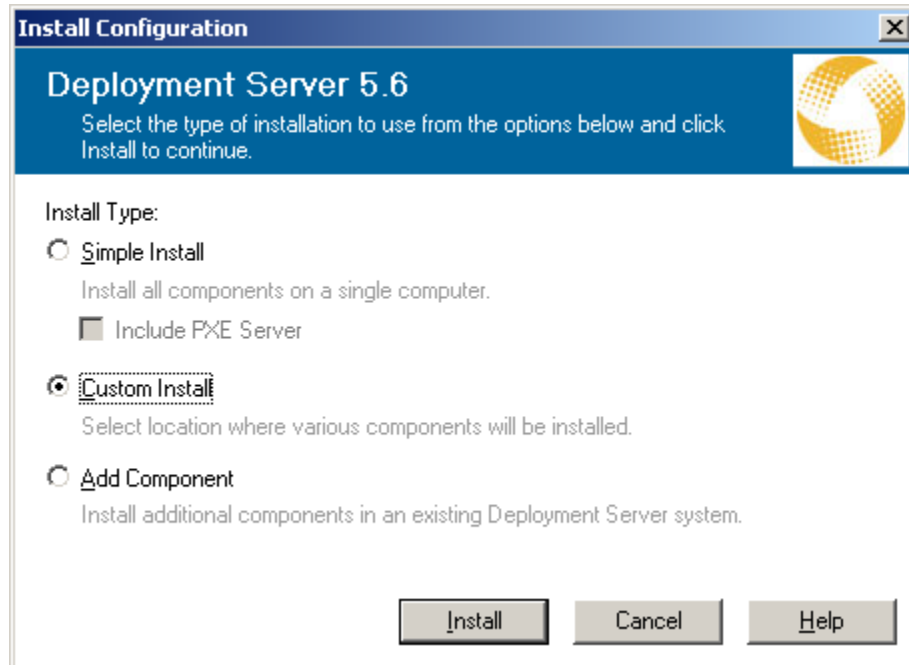 Install Configuration
Deployment Server 5.6
Select the type of installation to use from the options below and click
Install to continue.
Install Type:
Simple Install
Install all components on a single computer.
Include PXE Server
Custom Install
Select location where various components will be installed.
Add Component
Install additional components in an existing Deployment Server system.
Install Cancel Help